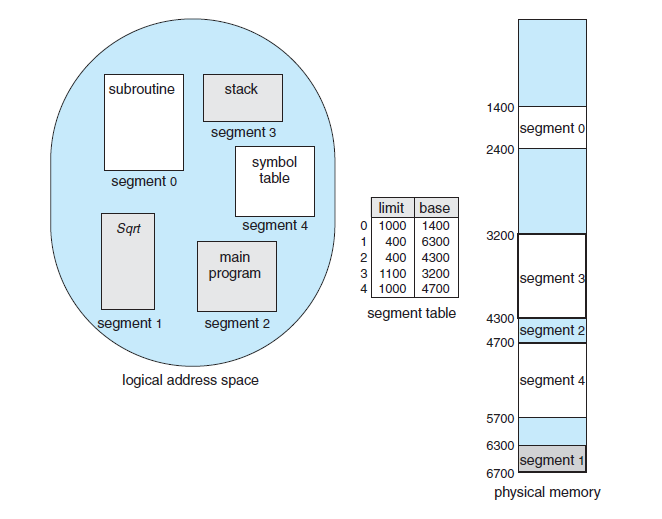 subroutine
segment 0
stack
segment 3
symbol
table
segment 4
Sqrt
segment 1
main
program
segment 2
logical address space
limit base
0 1000 1400
1 400 6300
2 400 4300
3 1100 3200
4 1000 4700
segment table
1400
segment 0
2400
3200
segment 3
4300
segment 2
4700
segment 4
5700
6300
segment 1
6700
physical memory